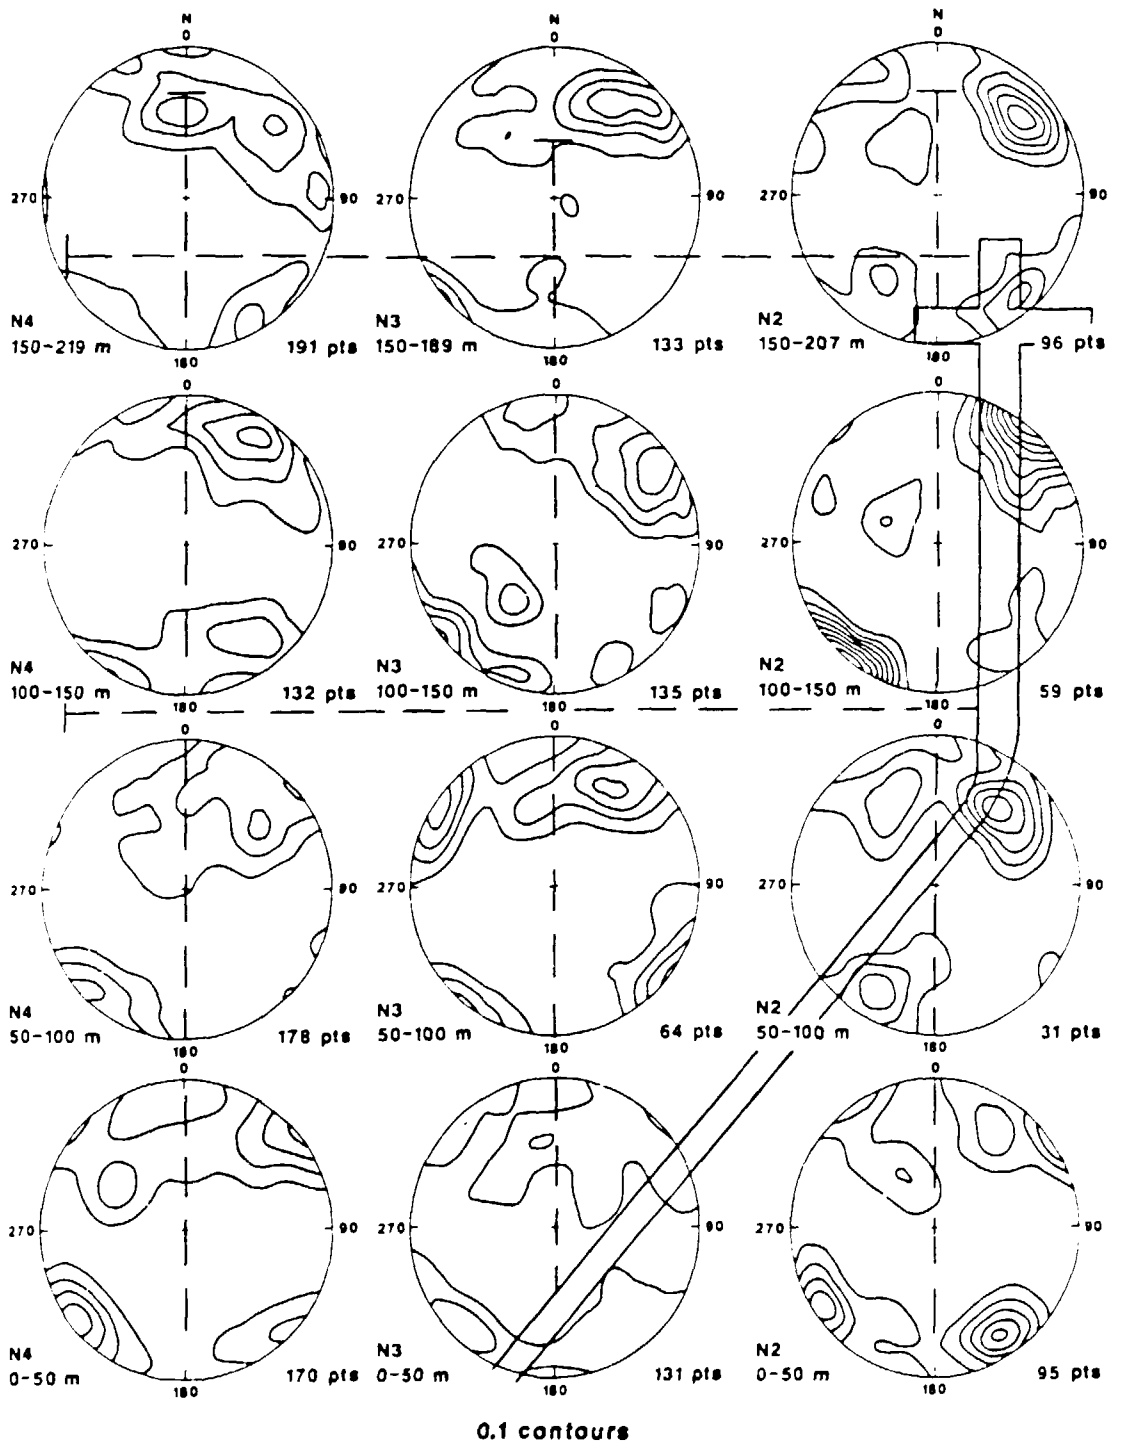 N N N
0 0 0
270 90 270 90 270 90
N4 N3 N2
150-219 m 191 pts 150-189 m 133 pts 150-207 m 96 pts
180 180 180
0 0 0
270 90 270 90 270 90
N4 N3 N2
100-150 m 132 pts 100-150 m 135 pts 100-150 m 59 pts
180 180 180
0 0 0
270 90 270 90 270 90
N4 N3 N2
50-100 m 178 pts 50-100 m 64 pts 50-100 m 31 pts
180 180 180
0 0 0
270 90 270 90 270 90
N4 N3 N2
0-50 m 170 pts 0-50 m 131 pts 0-50 m 95 pts
180 180 180
0.1 contours